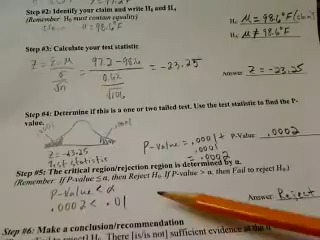 Step #2: Identify your claim and write H₀ and Hₐ
(Remember H₀ must contain equality)
claim
H₀ μ = 98.6°F (claim)
Hₐ μ ≠ 98.6°F
Step #3: Calculate your test statistic
Z = x̄ - μ / σ/√n = 97.2 - 98.6 / 0.62/√106 = -23.25
Answer Z = -23.25
Step #4: Determine if this is a one or two tailed test. Use the test statistic to find the P-
value.
P-value = .0001 + .0001
= .0002
P-Value .0002
Z = -23.25
Test statistic
Step #5: The critical region/rejection region is determined by α.
(Remember If P-value ≤ α, then Reject H₀. If P-value > α, then Fail to reject H₀.)
P-value < α
.0002 < .01
Answer: Reject
Step #6: Make a conclusion/recommendation
to reject] H₀. There [is/is not] sufficient evidence at the α